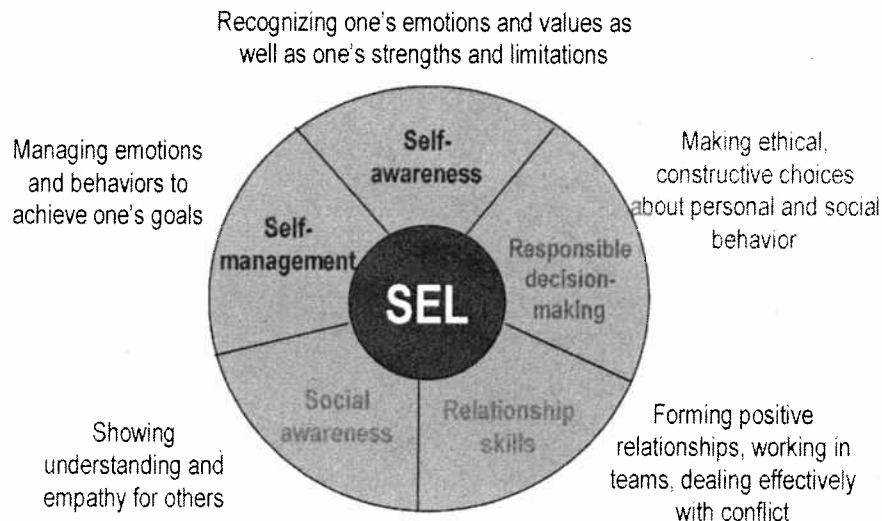 Recognizing one's emotions and values as
well as one's strengths and limitations
Self-
awareness
Making ethical,
constructive choices
about personal and social
behavior
Responsible
decision-
making
Forming positive
relationships, working in
teams, dealing effectively
with conflict
Relationship
skills
Showing
understanding and
empathy for others
Social
awareness
Managing emotions
and behaviors to
achieve one's goals
Self-
management
SEL